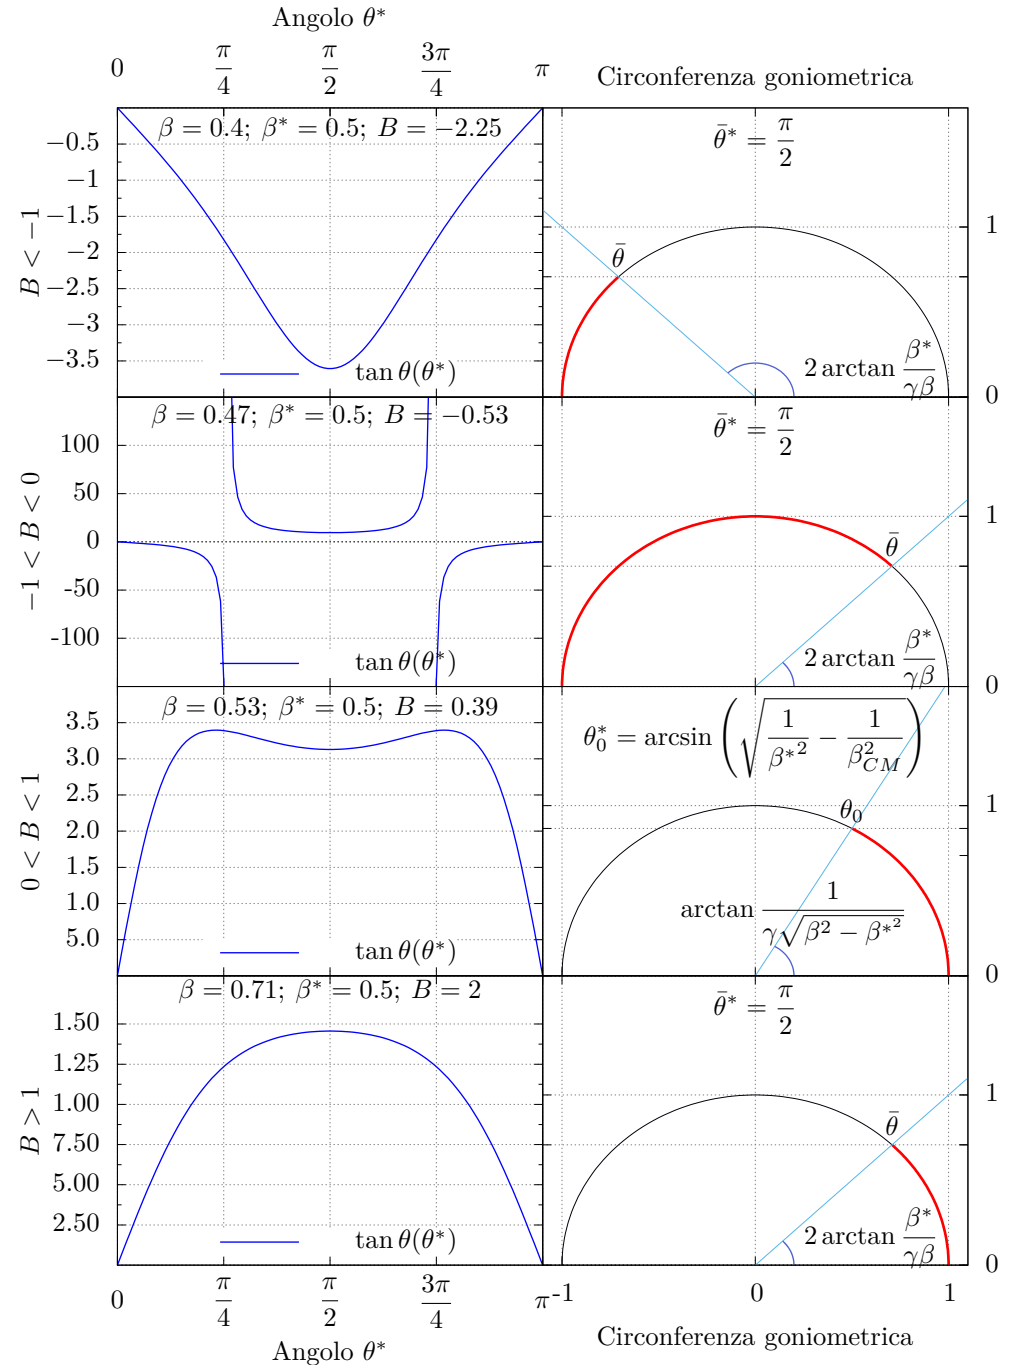 Angolo θ*
0 π/4 π/2 3π/4 π
Circonferenza goniometrica
B < −1
β = 0.4; β* = 0.5; B = −2.25
−0.5
−1
−1.5
−2
−2.5
−3
−3.5
tan θ(θ*)
θ̄* = π/2
θ̄
2 arctan β*/γβ
1
0
−1 < B < 0
β = 0.47; β* = 0.5; B = −0.53
100
50
0
-50
-100
tan θ(θ*)
θ̄* = π/2
θ̄
2 arctan β*/γβ
1
0
0 < B < 1
β = 0.53; β* = 0.5; B = 0.39
3.5
3.0
2.5
2.0
1.5
1.0
5.0
tan θ(θ*)
θ₀* = arcsin (√(1/β*² − 1/β²_CM))
θ₀
arctan 1/(γ√(β² − β*²))
1
0
B > 1
β = 0.71; β* = 0.5; B = 2
1.50
1.25
1.00
7.50
5.00
2.50
tan θ(θ*)
θ̄* = π/2
θ̄
2 arctan β*/γβ
1
0
0 π/4 π/2 3π/4 π
-1 0 1
Angolo θ*
Circonferenza goniometrica